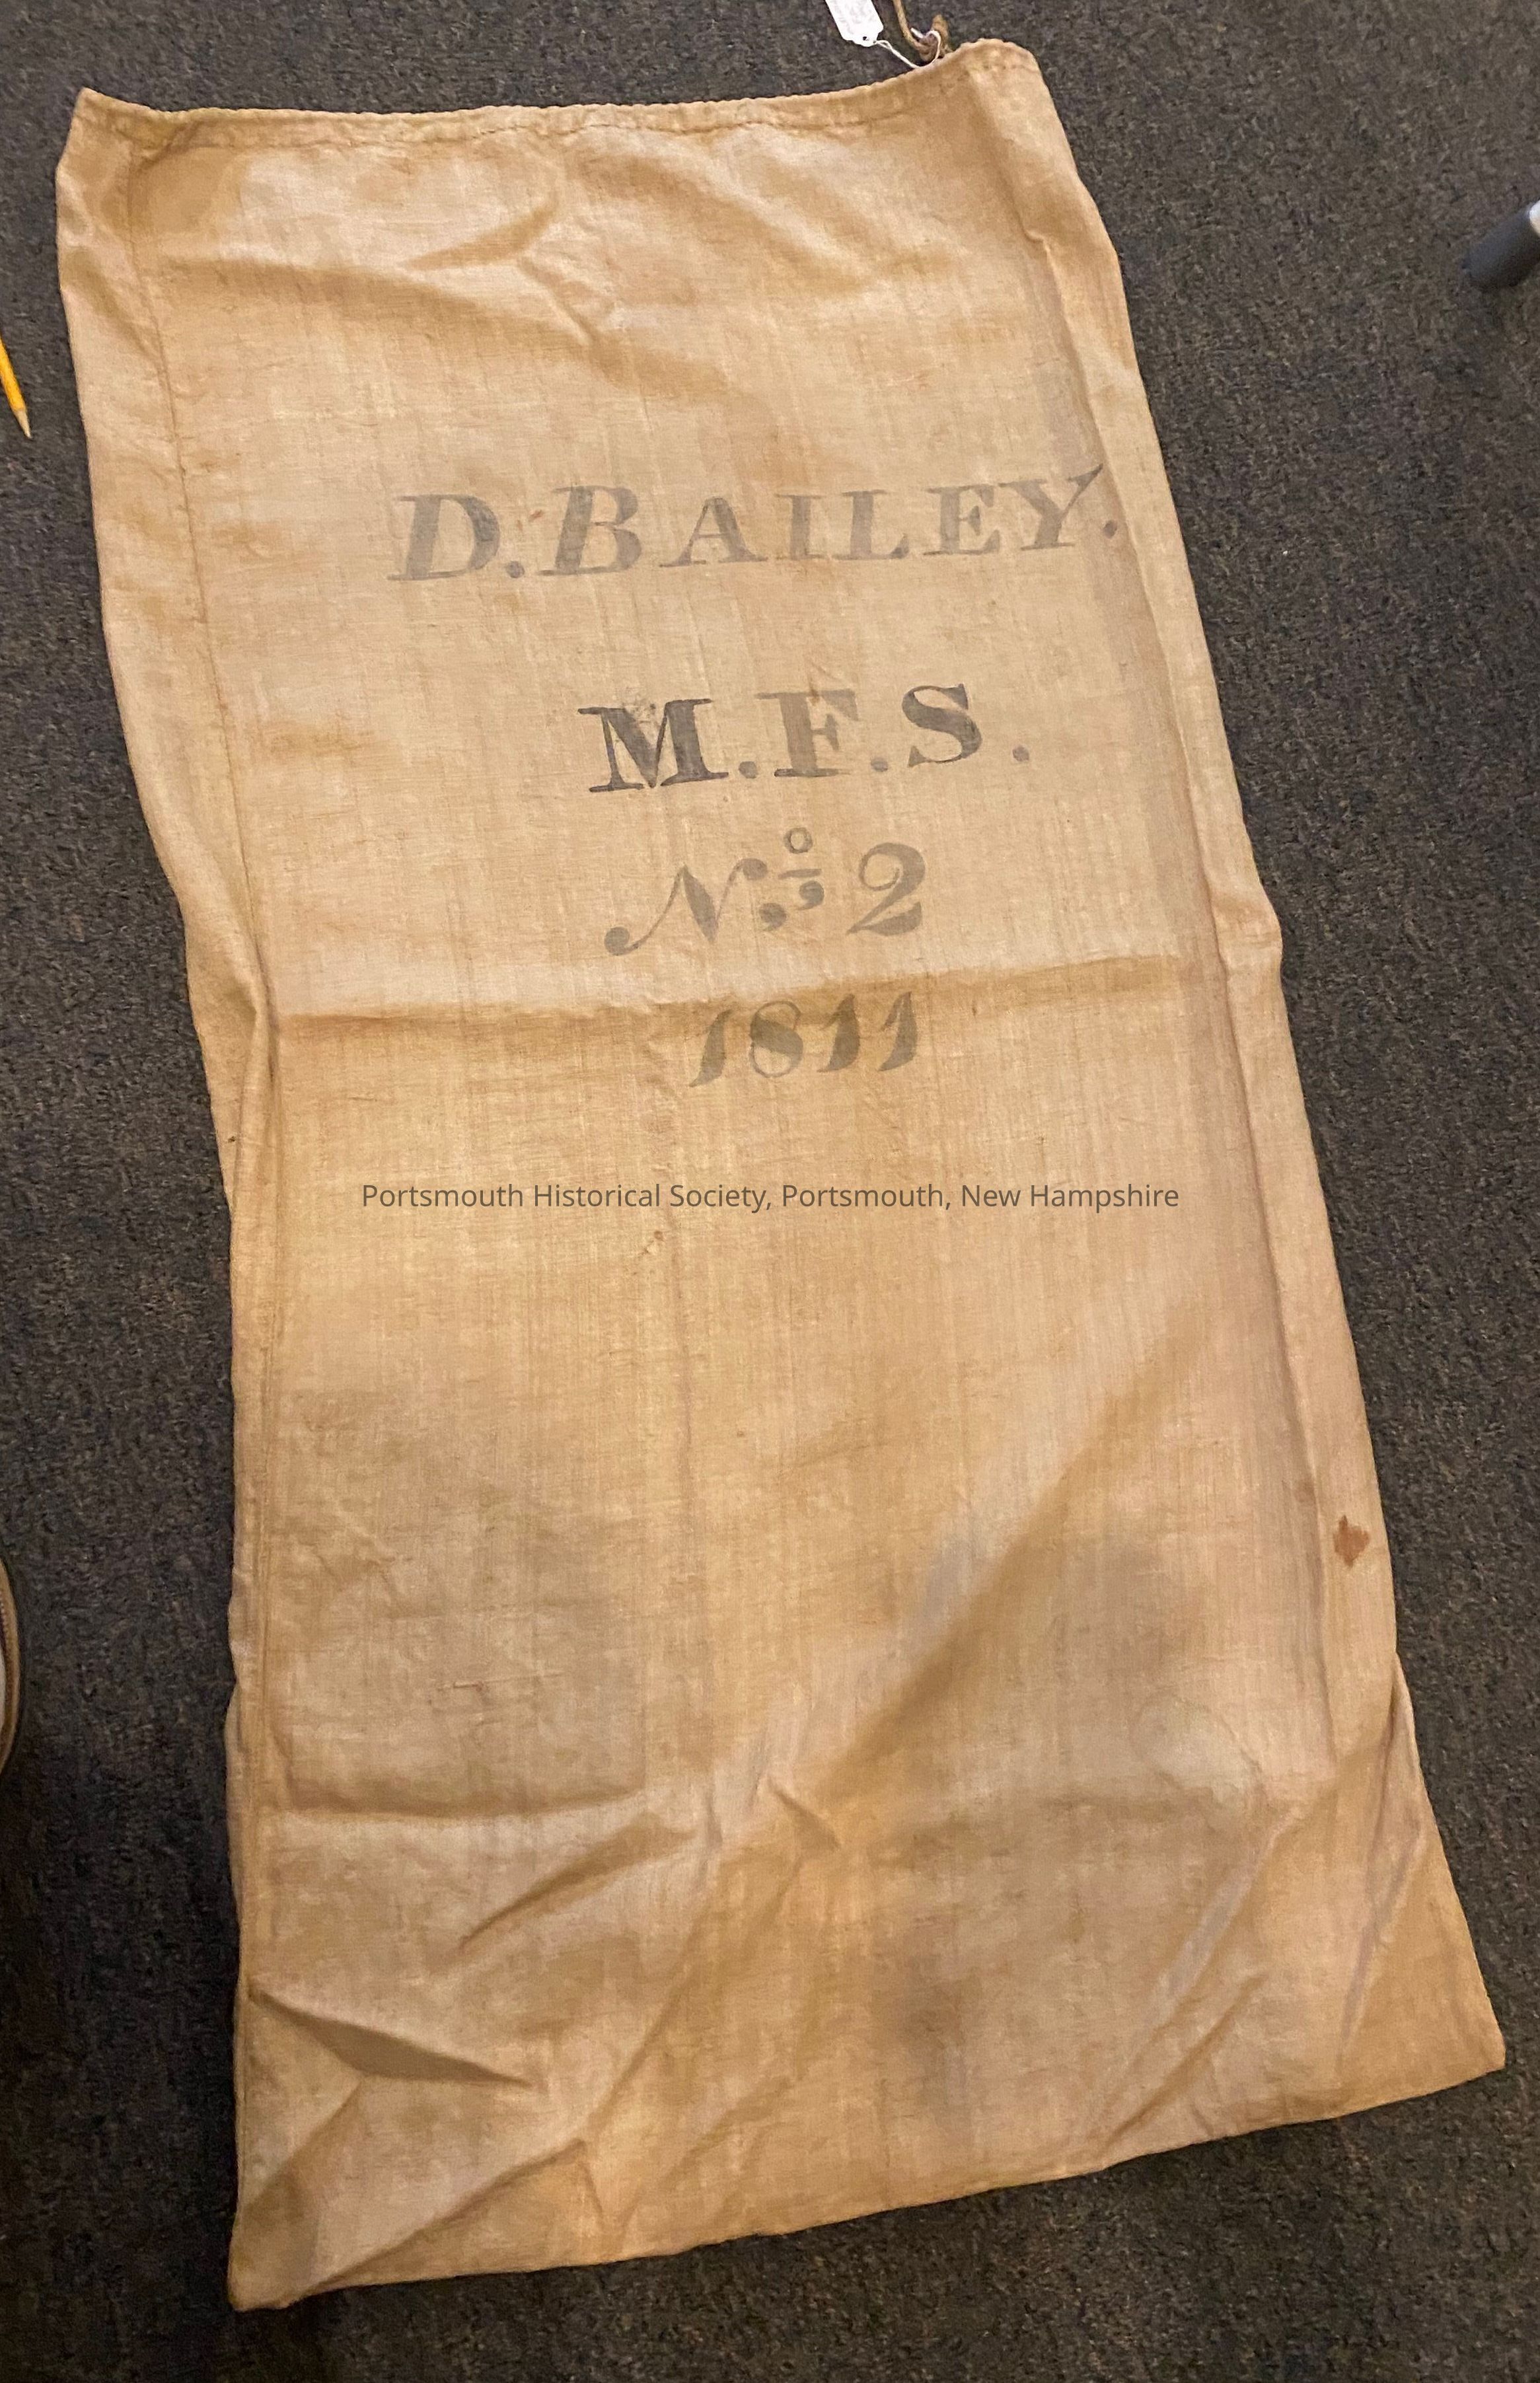 D. BAILEY.
M.F.S.
No. 2
1811
Portsmouth Historical Society, Portsmouth, New Hampshire